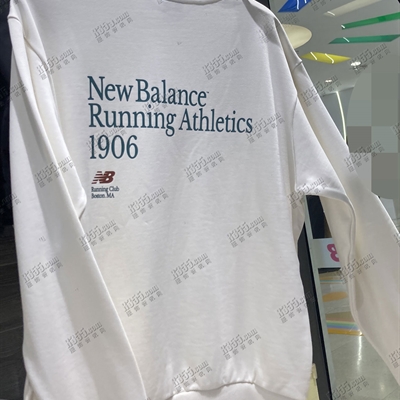 New Balance
Running Athletics
1906
NB
Running Club
Boston, MA